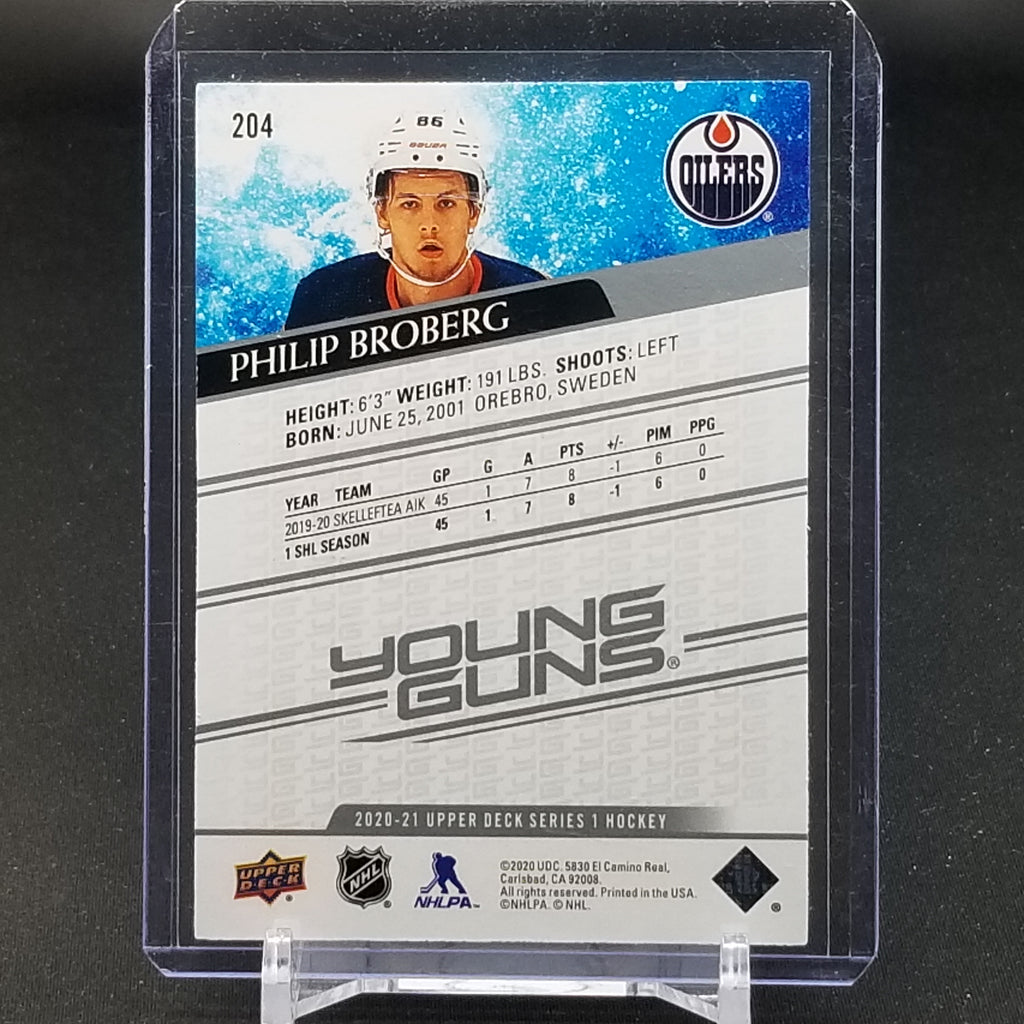 204
86
BAUER
OILERS ®
PHILIP BROBERG
HEIGHT: 6'3" WEIGHT: 191 LBS. SHOOTS: LEFT
BORN: JUNE 25, 2001 OREBRO, SWEDEN
YEAR TEAM GP G A PTS +/- PIM PPG
2019-20 SKELLEFTEA AIK 45 1 7 8 -1 6 0
1 SHL SEASON 45 1 7 8 -1 6 0
YOUNG
GUNS®
2020-21 UPPER DECK SERIES 1 HOCKEY
UPPER
DECK ®
NHL ®
NHLPA™
©2020 UDC. 5830 El Camino Real,
Carlsbad, CA 92008.
All rights reserved. Printed in the USA.
©NHLPA. © NHL.
®